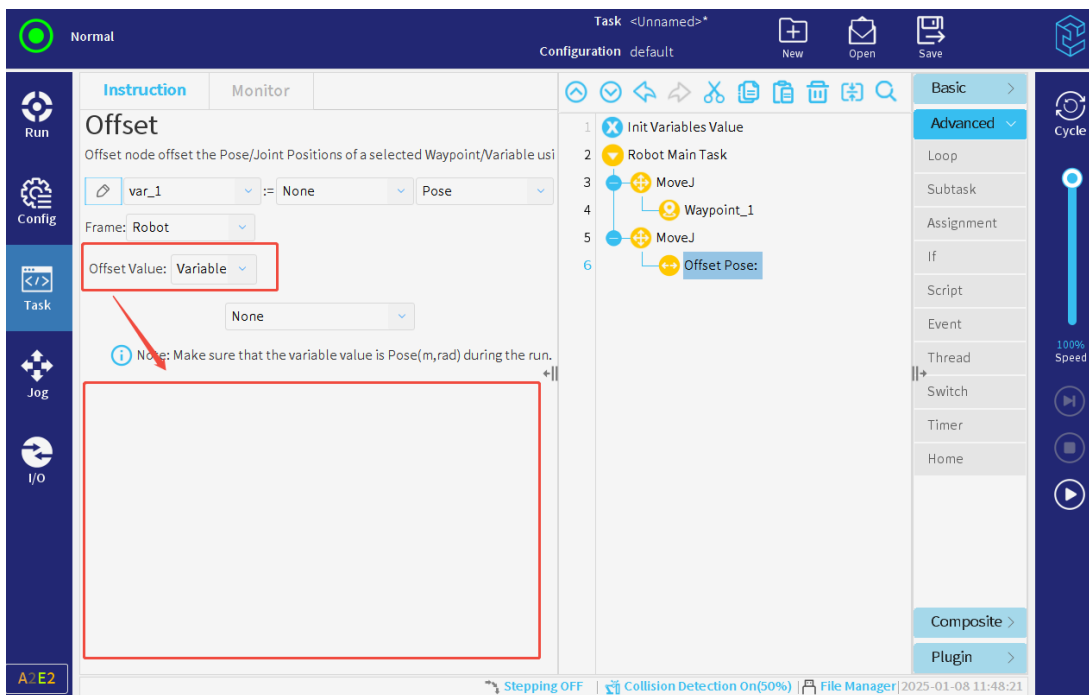 Normal
Task <Unnamed>*
Configuration default
New
Open
Save
Run
Config
Task
Jog
I/O
A2E2
Instruction
Monitor
Offset
Offset node offset the Pose/Joint Positions of a selected Waypoint/Variable usi
var_1 := None Pose
Frame: Robot
Offset Value: Variable
None
Note: Make sure that the variable value is Pose(m,rad) during the run.
1 Init Variables Value
2 Robot Main Task
3 MoveJ
4 Waypoint_1
5 MoveJ
6 Offset Pose:
Basic >
Advanced
Loop
Subtask
Assignment
If
Script
Event
Thread
Switch
Timer
Home
Composite >
Plugin >
Cycle
100%
Speed
Stepping OFF | Collision Detection On(50%) | File Manager| 2025-01-08 11:48:21